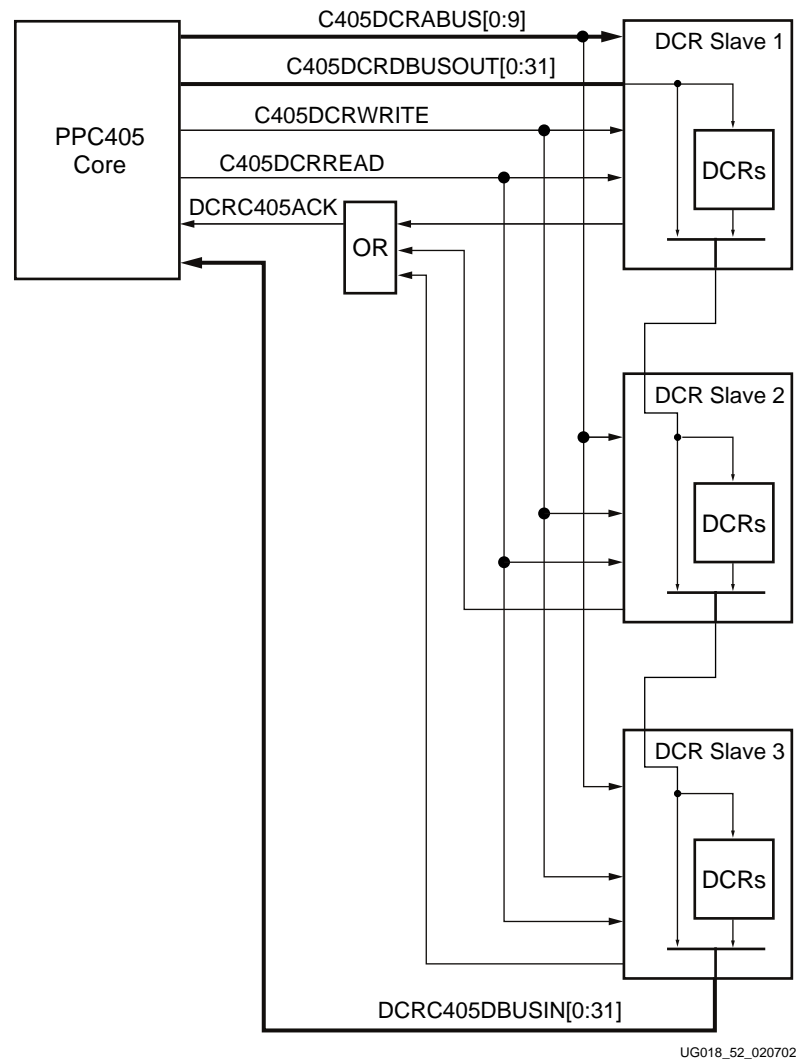 C405DCRABUS[0:9]
DCR Slave 1
C405DCRDBUSOUT[0:31]
C405DCRWRITE
PPC405
Core
C405DCRREAD
DCRs
DCRC405ACK
OR
DCR Slave 2
DCRs
DCR Slave 3
DCRs
DCRC405DBUSIN[0:31]
UG018_52_020702